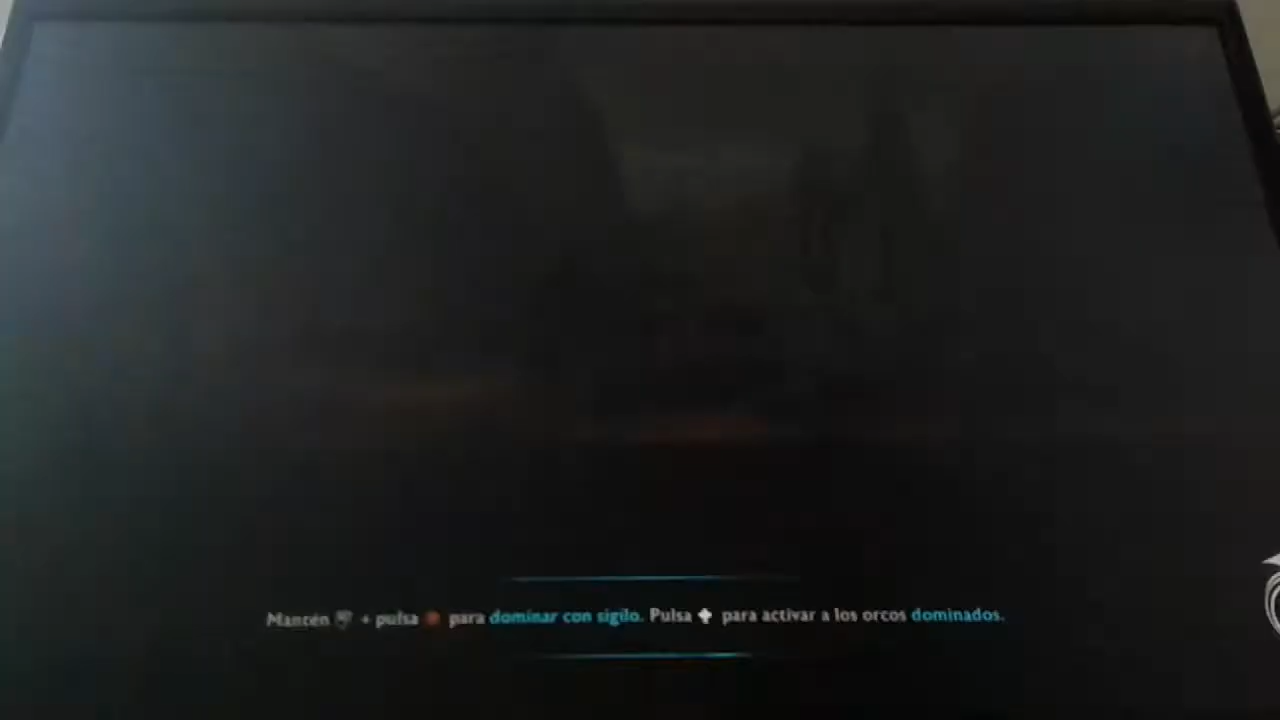 Mantén + pulsa para dominar con sigilo. Pulsa para activar a los orcos dominados.